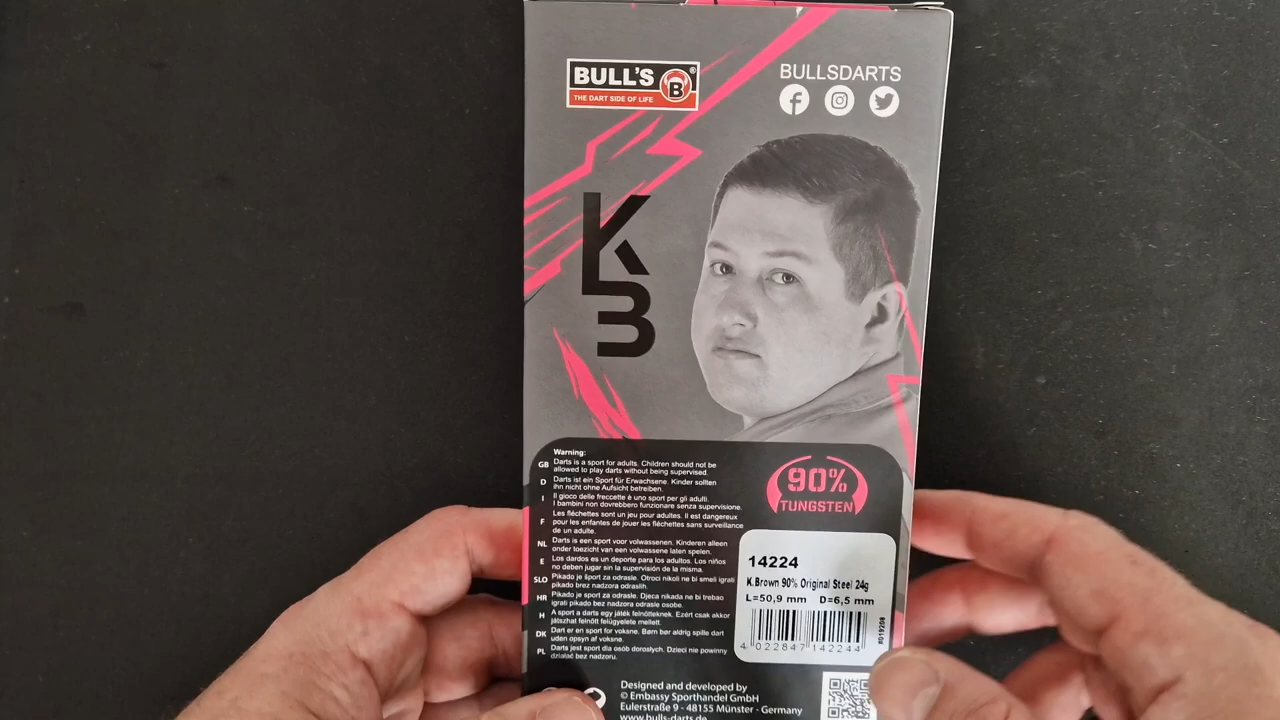 BULL'S B ®
THE DART SIDE OF LIFE
BULLSDARTS
KB
Warning:
GB Darts is a sport for adults. Children should not be
allowed to play darts without being supervised.
D Darts ist ein Sport für Erwachsene. Kinder sollten
ihn nicht ohne Aufsicht betreiben.
I Il gioco delle freccette è uno sport per gli adulti.
I bambini non dovrebbero funzionare senza supervisione.
F Les fléchettes sont un jeu pour adultes. Il est dangereux
pour les enfantes de jouer les fléchettes sans surveillance
de un adulte.
NL Darts is een sport voor volwassenen. Kinderen alleen
onder toezicht van een volwassene laten spelen.
E Los dardos es un deporte para los adultos. Los niños
no deben jugar sin la supervisión de la misma.
SLO Pikado je šport za odrasle. Otroci nikoli ne bi smeli igrati
pikado brez nadzora odraslih.
HR Pikado je sport za odrasle. Djeca nikada ne bi trebao
igrati pikado bez nadzora odrasle osobe.
H A sport a darts egy játék felnőtteknek. Ezért csak akkor
játszhat felnőtt felügyelete mellett.
DK Dart er en sport for voksne. Børn bør aldrig spille dart
uden opsyn af voksne.
PL Darts jest sport dla osób dorosłych. Dzieci nie powinny
działać bez nadzoru.
90%
TUNGSTEN
14224
K.Brown 90% Original Steel 24g
L=50,9 mm D=6,5 mm
4 022847 142244
#019208
Designed and developed by
© Embassy Sporthandel GmbH
Eulerstraße 9 - 48155 Münster - Germany
www.bulls-darts.de